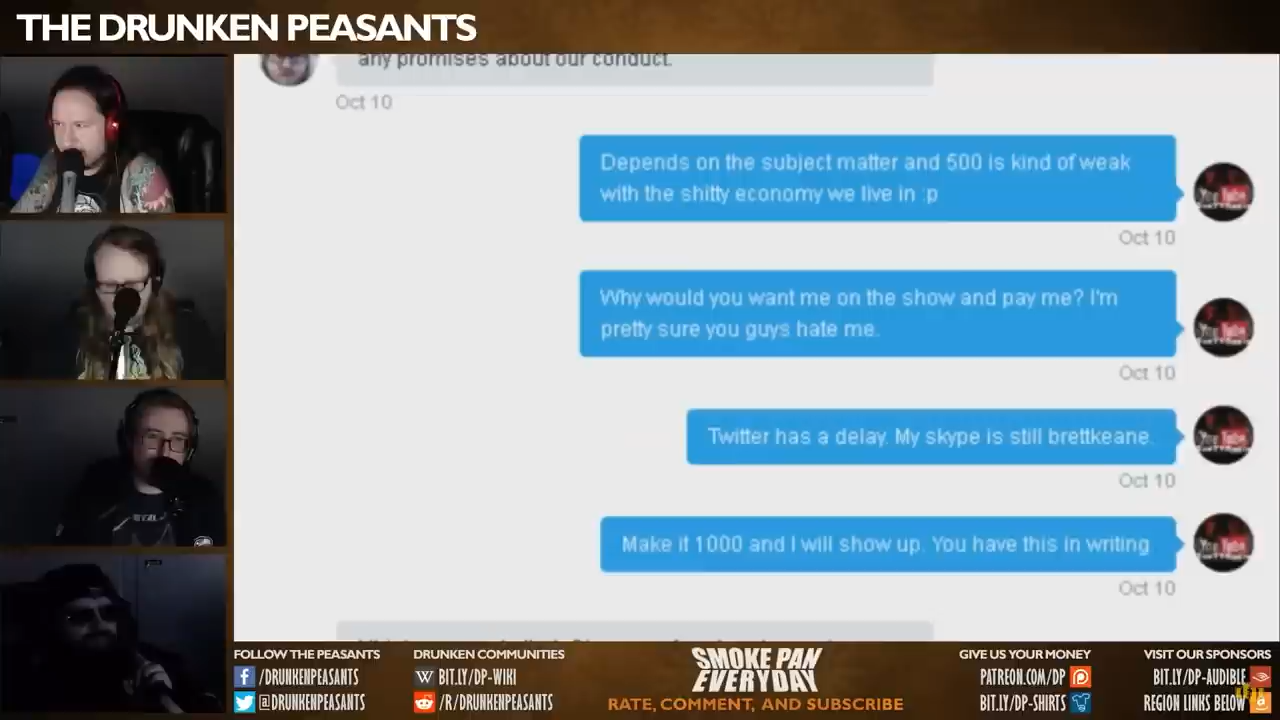 THE DRUNKEN PEASANTS
any promises about our conduct.
Oct 10
Depends on the subject matter and 500 is kind of weak
with the shitty economy we live in :p
Oct 10
Why would you want me on the show and pay me? I'm
pretty sure you guys hate me.
Oct 10
Twitter has a delay. My skype is still brettkeane.
Oct 10
Make it 1000 and I will show up. You have this in writing
Oct 10
FOLLOW THE PEASANTS
/DRUNKENPEASANTS
@DRUNKENPEASANTS
DRUNKEN COMMUNITIES
BIT.LY/DP-WIKI
/R/DRUNKENPEASANTS
SMOKE PAN
EVERYDAY
RATE, COMMENT, AND SUBSCRIBE
GIVE US YOUR MONEY
PATREON.COM/DP
BIT.LY/DP-SHIRTS
VISIT OUR SPONSORS
BIT.LY/DP-AUDIBLE
REGION LINKS BELOW